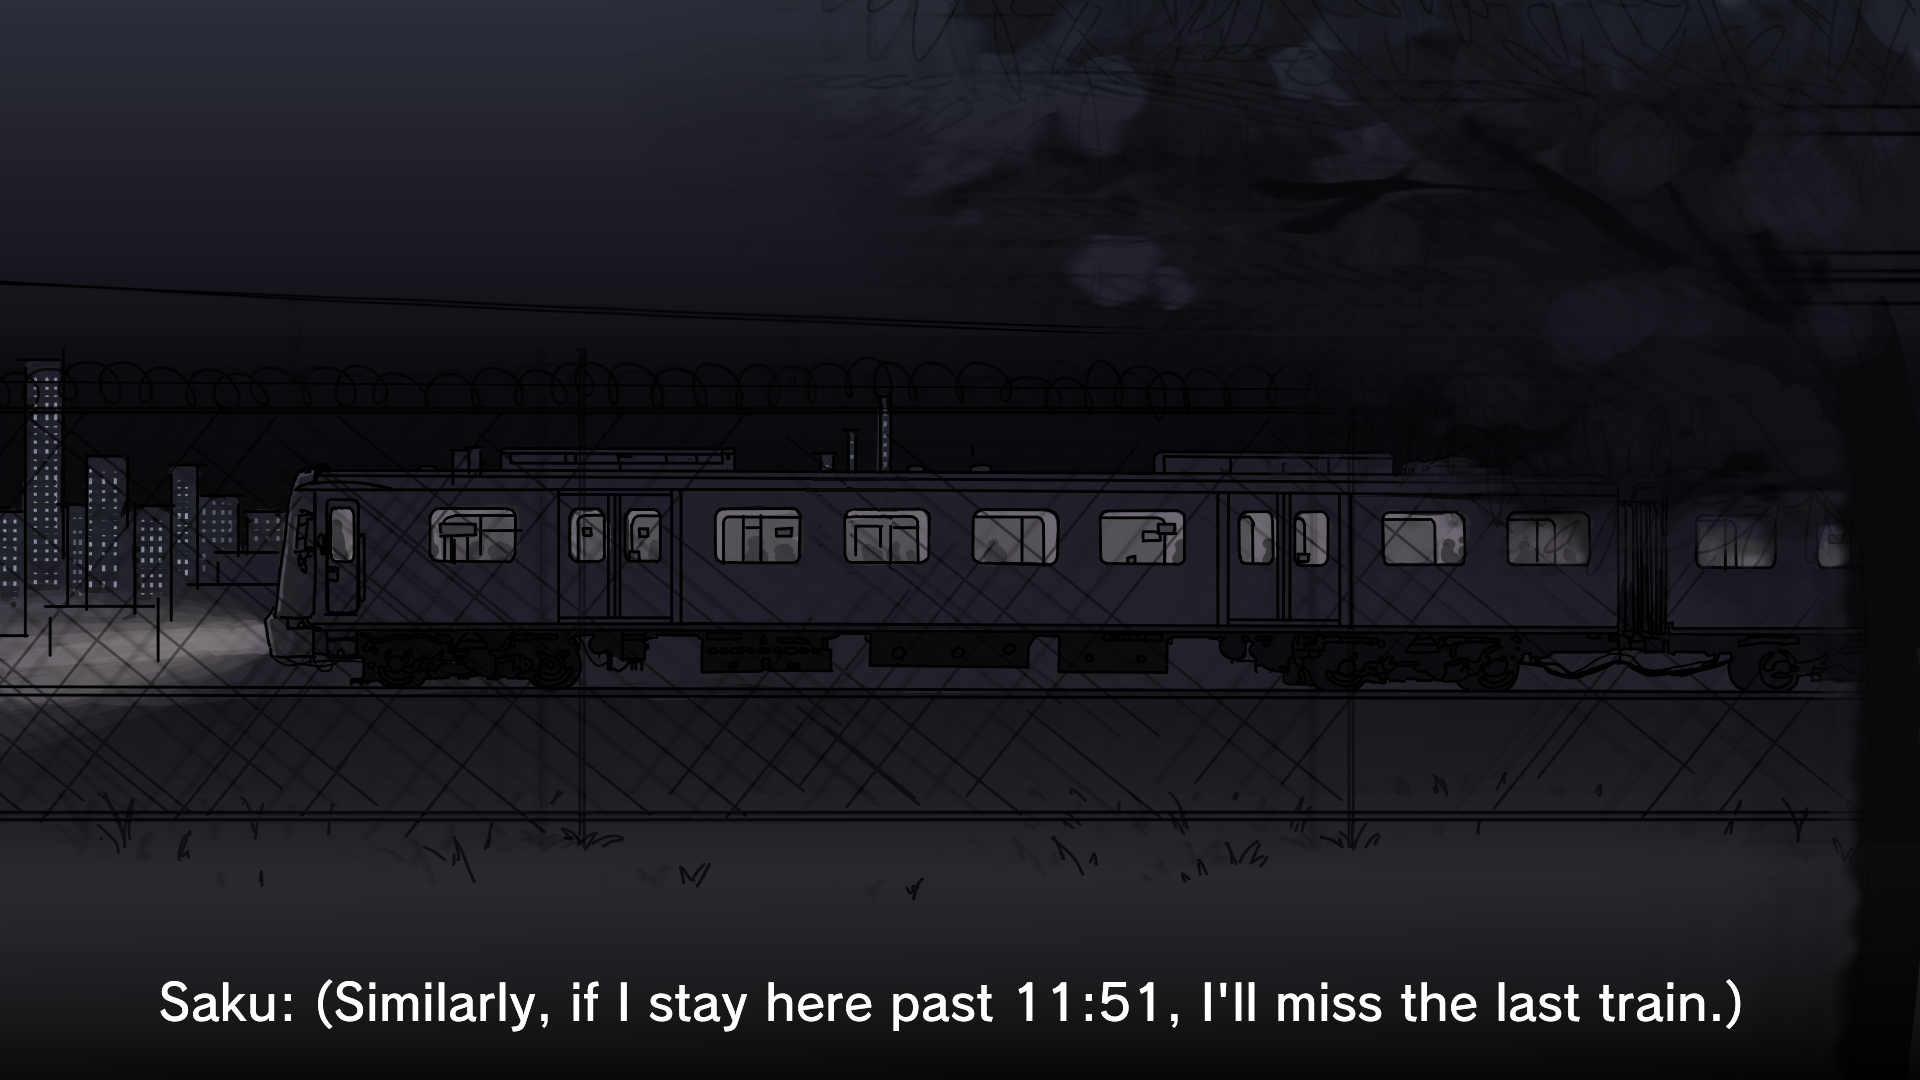 Saku: (Similarly, if I stay here past 11:51, I'll miss the last train.)